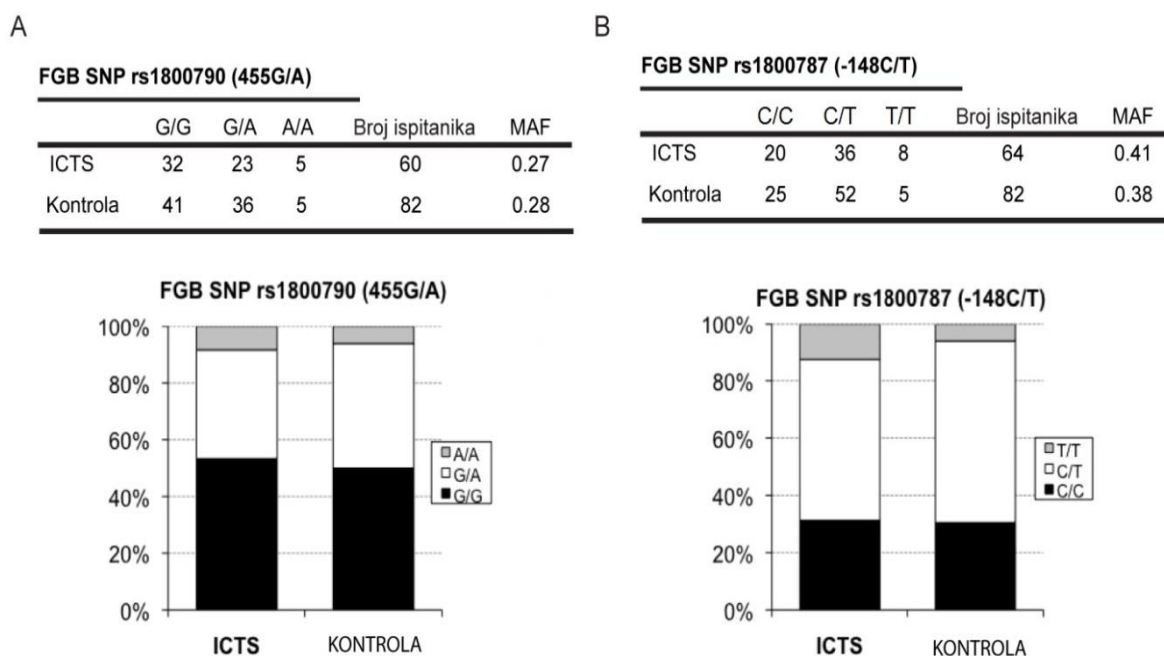 A
FGB SNP rs1800790 (455G/A)
G/G G/A A/A Broj ispitanika MAF
ICTS 32 23 5 60 0.27
Kontrola 41 36 5 82 0.28
FGB SNP rs1800790 (455G/A)
100%
80%
60%
40%
20%
0%
A/A
G/A
G/G
ICTS KONTROLA
B
FGB SNP rs1800787 (-148C/T)
C/C C/T T/T Broj ispitanika MAF
ICTS 20 36 8 64 0.41
Kontrola 25 52 5 82 0.38
FGB SNP rs1800787 (-148C/T)
100%
80%
60%
40%
20%
0%
T/T
C/T
C/C
ICTS KONTROLA